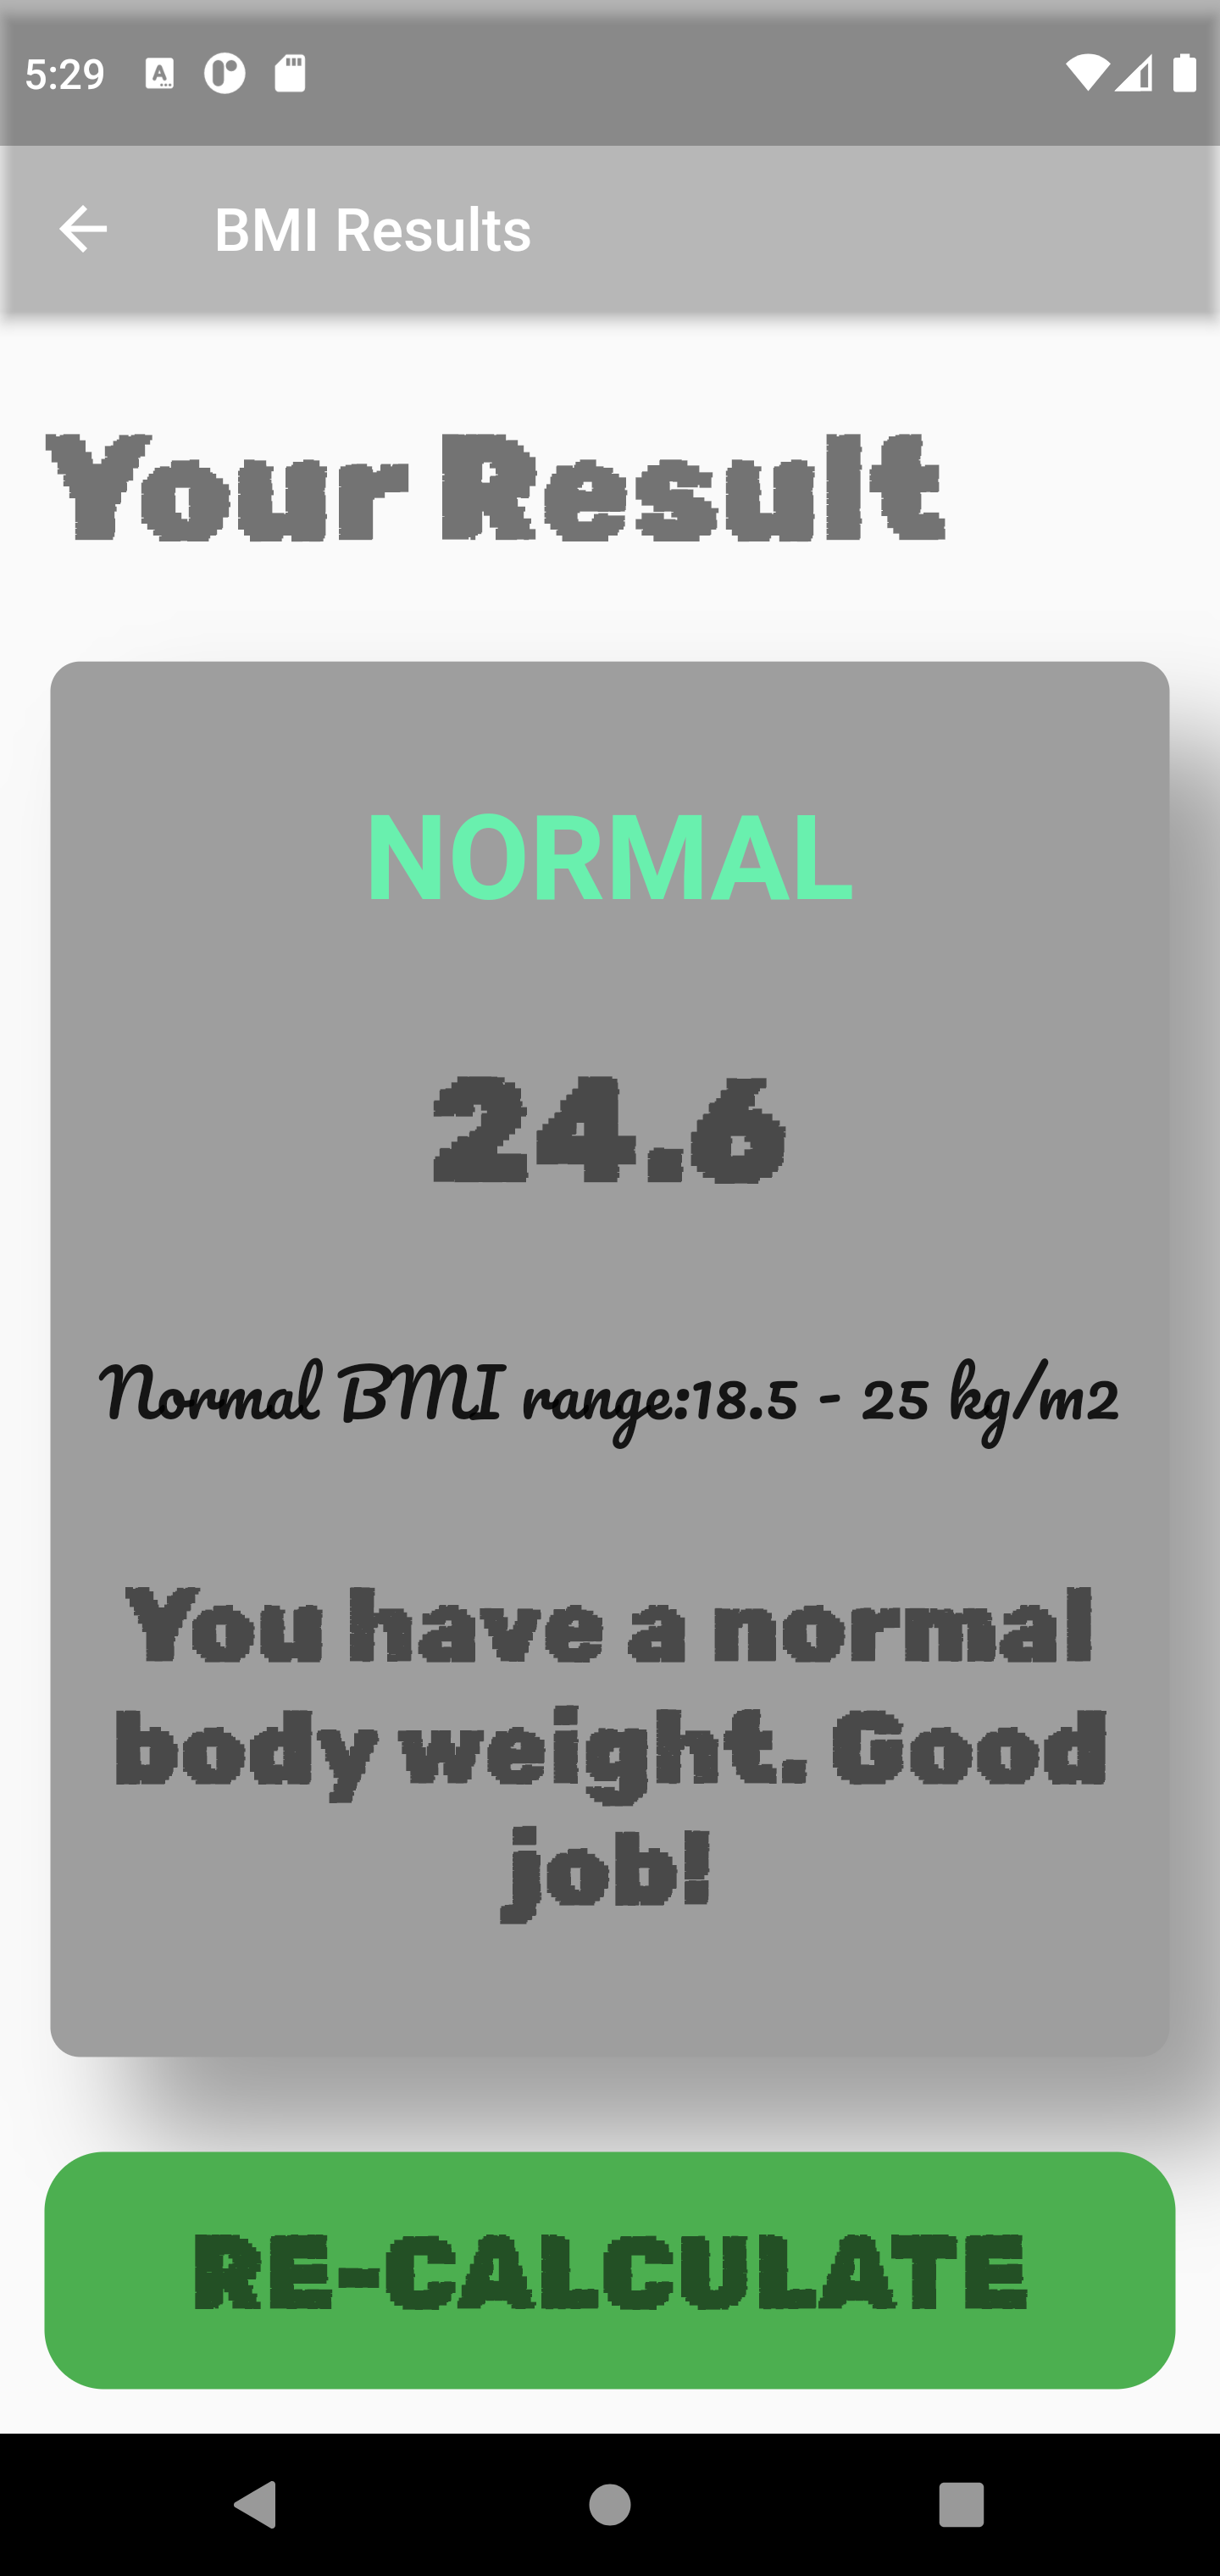 5:29
BMI Results
Your Result
NORMAL
24.6
Normal BMI range:18.5 - 25 kg/m2
You have a normal
body weight. Good
job!
RE-CALCULATE